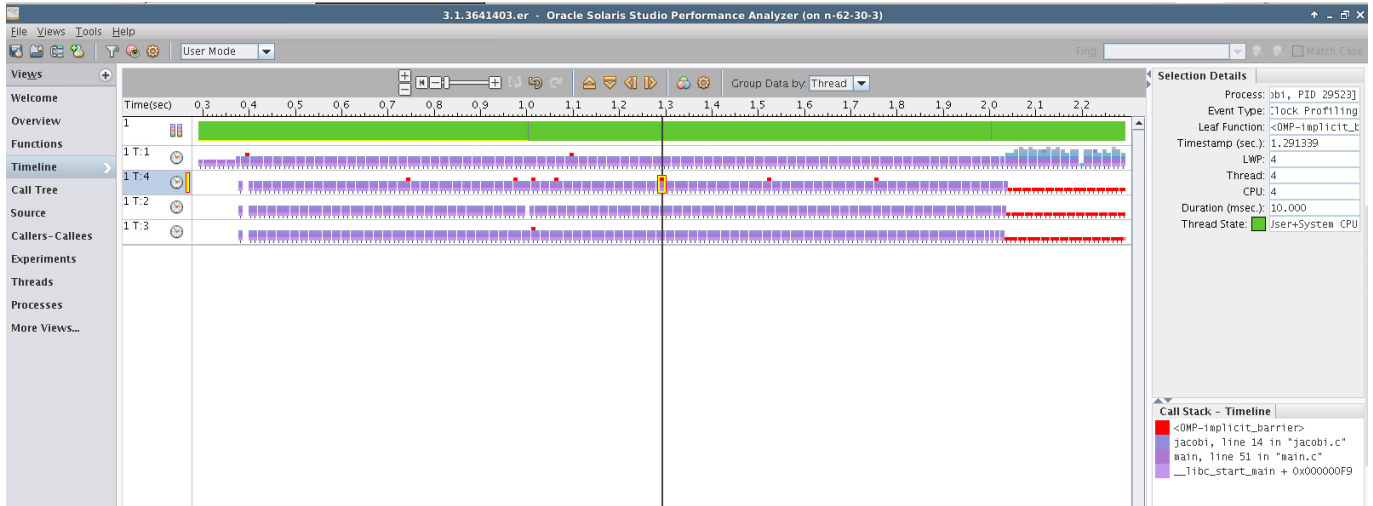 3.1.3641403.er - Oracle Solaris Studio Performance Analyzer (on n-62-30-3)
File Views Tools Help
User Mode
Find:
Match Case
Views
Welcome
Overview
Functions
Timeline
Call Tree
Source
Callers-Callees
Experiments
Threads
Processes
More Views...
Group Data by: Thread
Time(sec) 0,3 0,4 0,5 0,6 0,7 0,8 0,9 1,0 1,1 1,2 1,3 1,4 1,5 1,6 1,7 1,8 1,9 2,0 2,1 2,2
1
1 T:1
1 T:4
1 T:2
1 T:3
Selection Details
Process: obi, PID 29523]
Event Type: Clock Profiling
Leaf Function: <OMP-implicit_b
Timestamp (sec.): 1.291339
LWP: 4
Thread: 4
CPU: 4
Duration (msec.): 10.000
Thread State: User+System CPU
Call Stack - Timeline
<OMP-implicit_barrier>
jacobi, line 14 in "jacobi.c"
main, line 51 in "main.c"
__libc_start_main + 0x000000F9